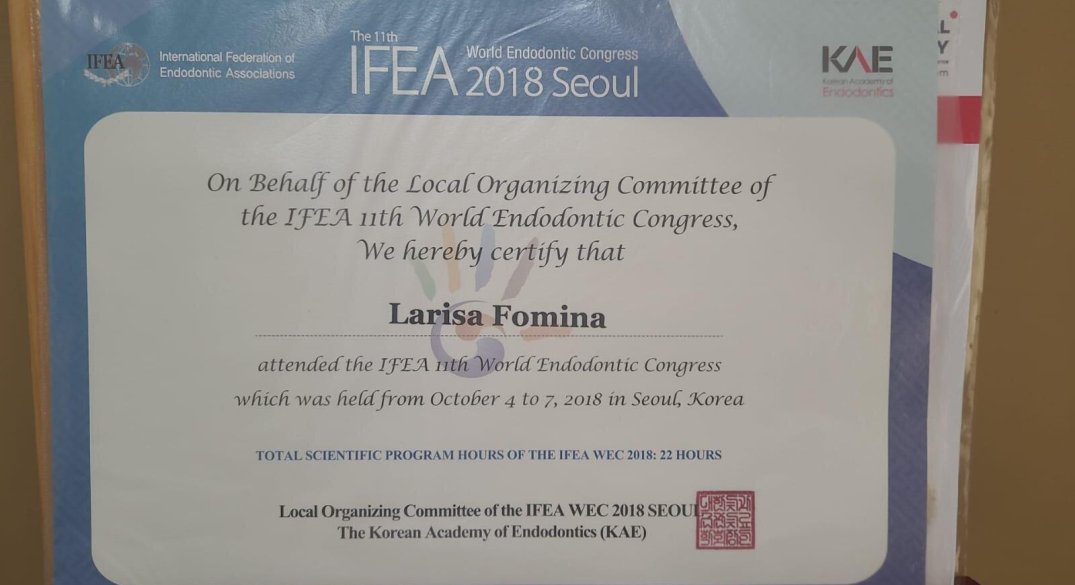 IFEA
International Federation of
Endodontic Associations
The 11th
IFEA World Endodontic Congress
2018 Seoul
KAE
Korean Academy of
Endodontics
L
Y
m
On Behalf of the Local Organizing Committee of
the IFEA 11th World Endodontic Congress,
We hereby certify that
Larisa Fomina
attended the IFEA 11th World Endodontic Congress
which was held from October 4 to 7, 2018 in Seoul, Korea
TOTAL SCIENTIFIC PROGRAM HOURS OF THE IFEA WEC 2018: 22 HOURS
Local Organizing Committee of the IFEA WEC 2018 SEOUL
The Korean Academy of Endodontics (KAE)